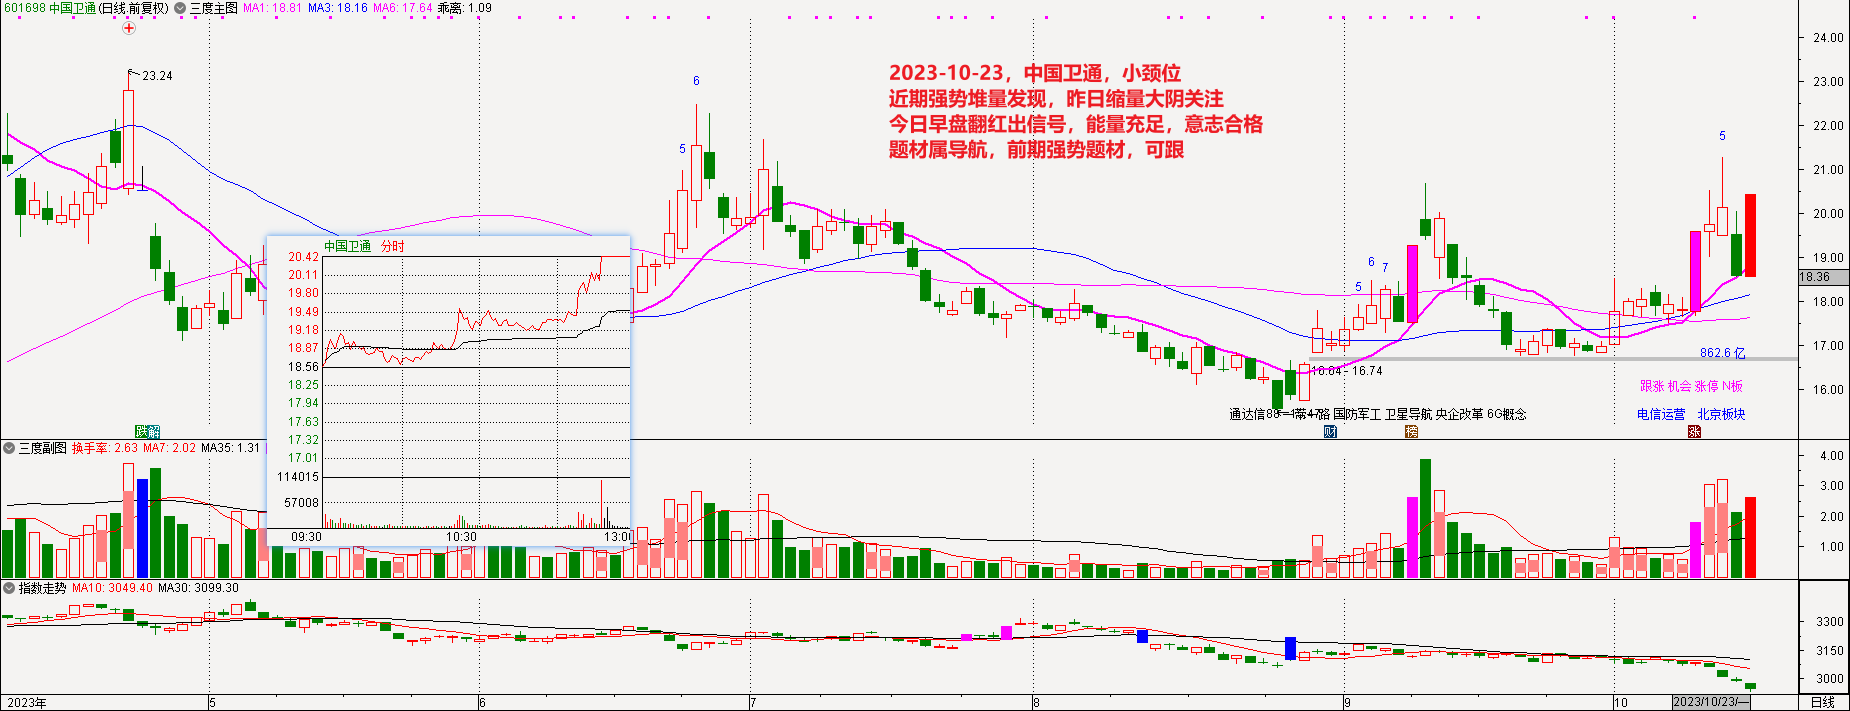 601698 中国卫通(日线.前复权) 三度主图 MA1: 18.81 MA3: 18.16 MA6: 17.64 乖离: 1.09
24.00
23.00
22.00
21.00
20.00
19.00
18.36
18.00
17.00
16.00
6
23.24
2023-10-23，中国卫通，小颈位
近期强势堆量发现，昨日缩量大阴关注
今日早盘翻红出信号，能量充足，意志合格
题材属导航，前期强势题材，可跟
6
5
5
6
7
5
862.6 亿
16.64 - 16.74
跟涨 机会 涨停 N板
通达信88 一带一路 国防军工 卫星导航 央企改革 6G概念
电信运营 北京板块
跌 解
财
榜
涨
中国卫通 分时
20.42
20.11
19.80
19.49
19.18
18.87
18.56
18.25
17.94
17.63
17.32
17.01
114015
57008
09:30
10:30
13:00
三度副图 换手率: 2.63 MA7: 2.02 MA35: 1.31
4.00
3.00
2.00
1.00
指数走势 MA10: 3049.40 MA30: 3099.30
3300
3150
3000
2023年
5
6
7
8
9
10
2023/10/23/一
日线